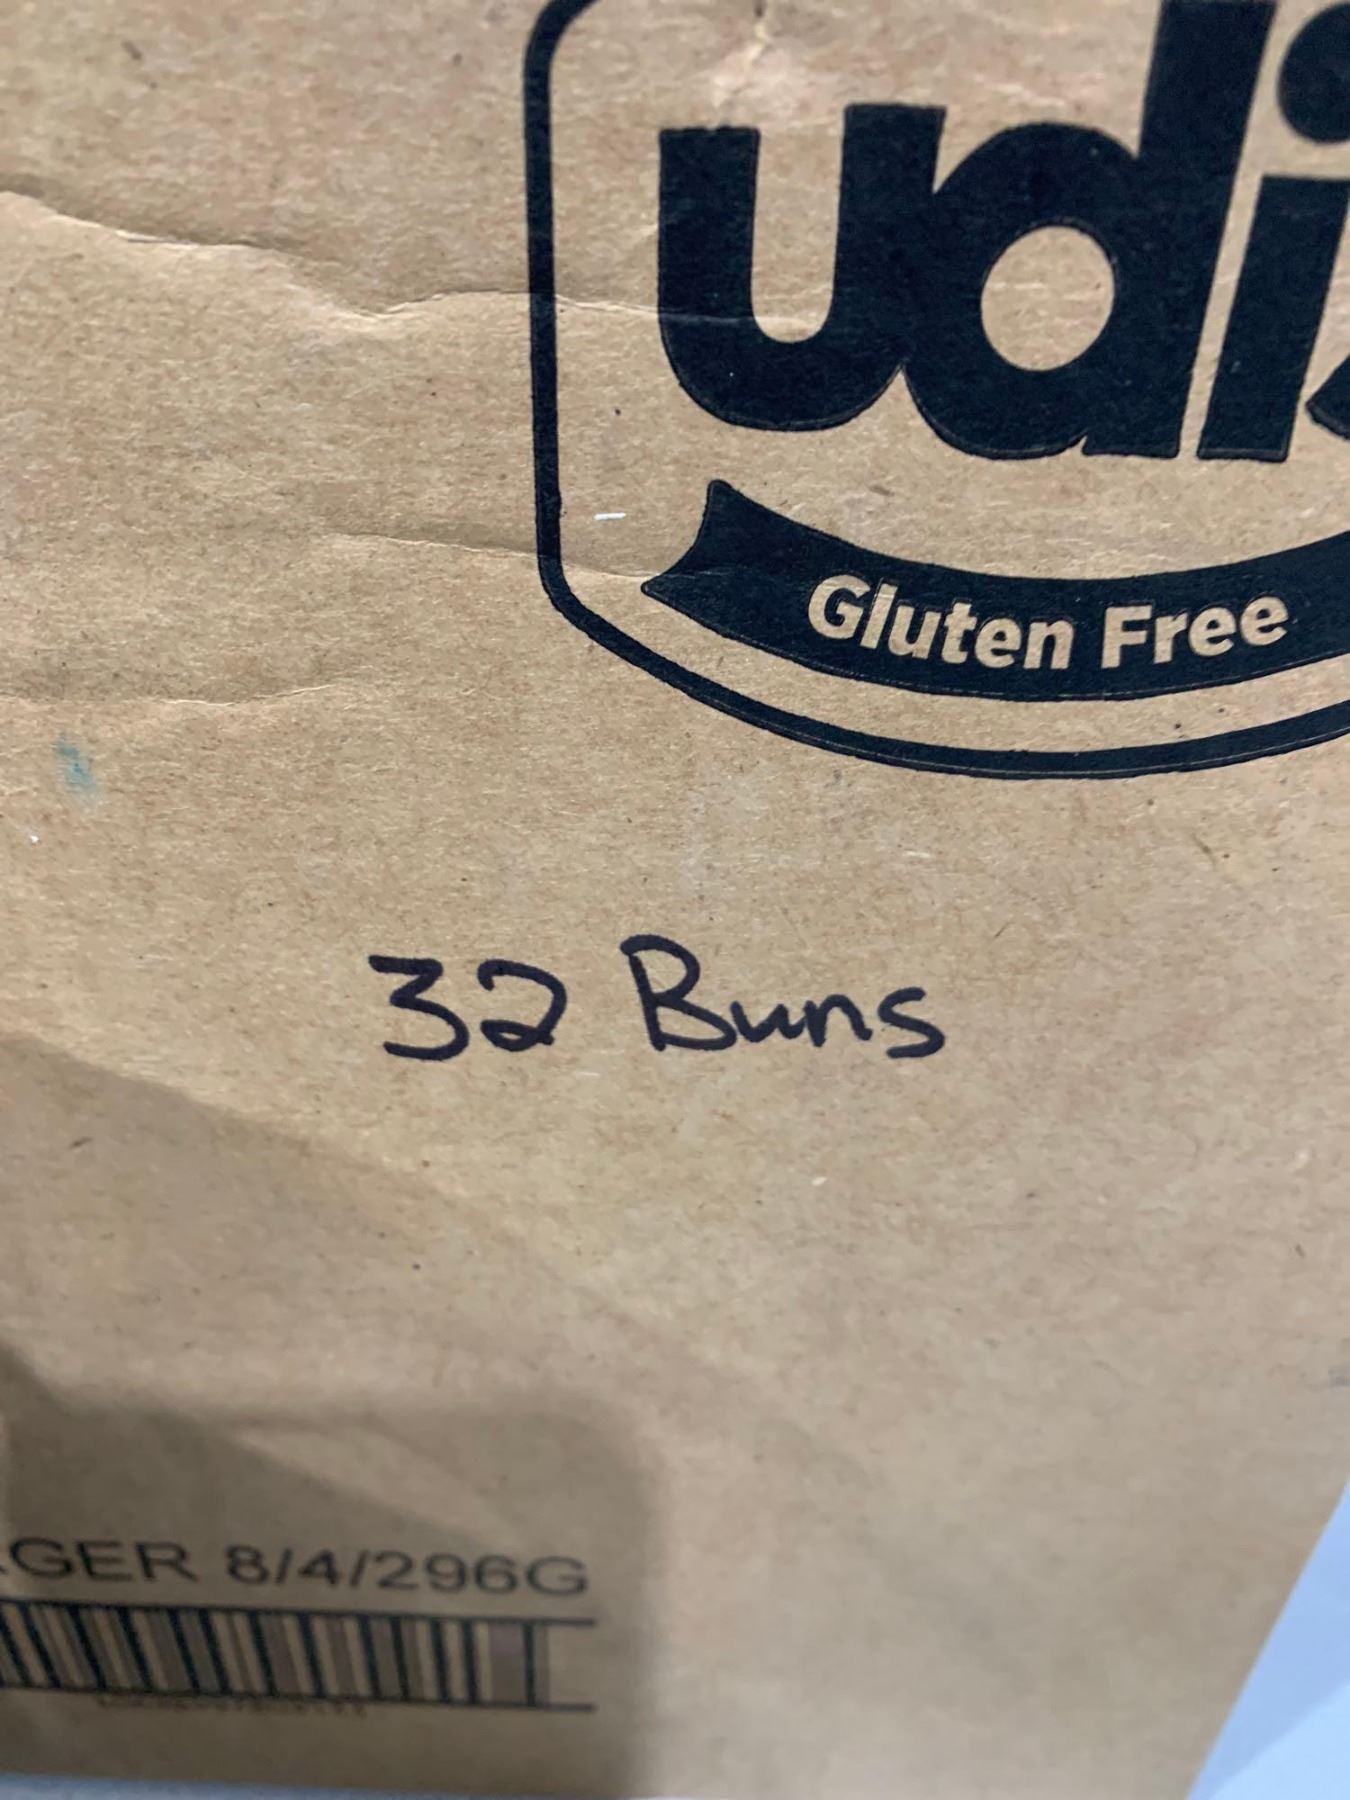 udi
Gluten Free
32 Buns
GER 8/4/296G